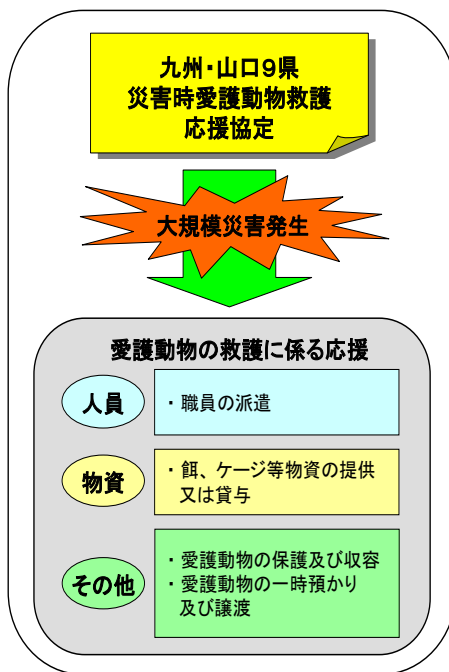 九州・山口9県
災害時愛護動物救護
応援協定
大規模災害発生
愛護動物の救護に係る応援
人員
・ 職員の派遣
物資
・ 餌、ケージ等物資の提供
又は貸与
その他
・ 愛護動物の保護及び収容
・ 愛護動物の一時預かり
及び譲渡